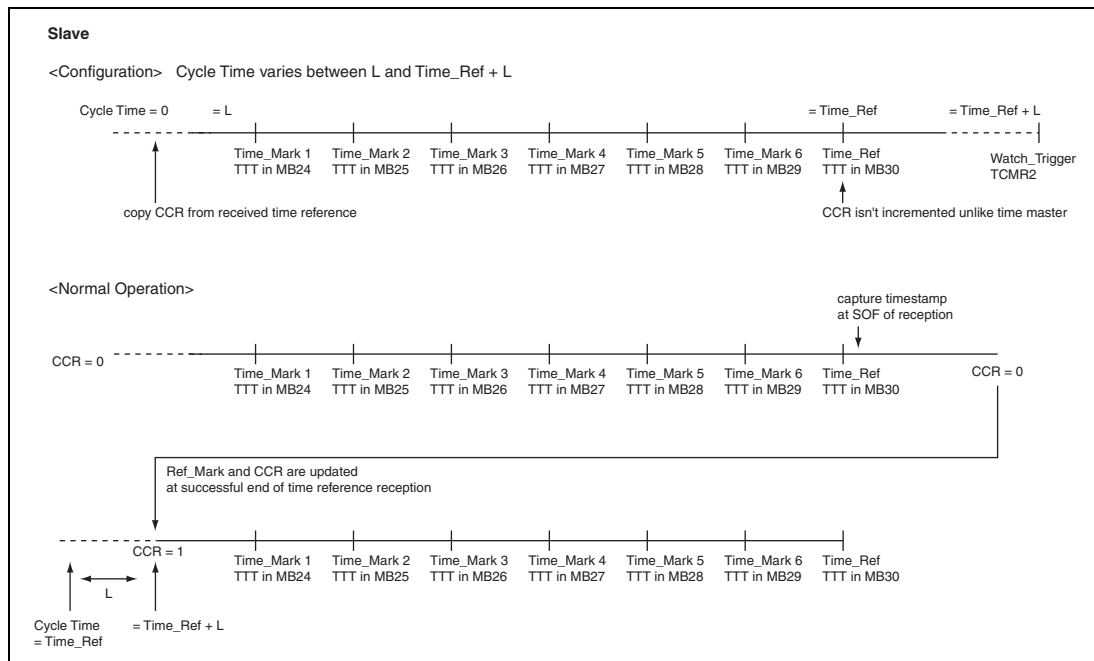 Slave
<Configuration> Cycle Time varies between L and Time_Ref + L
Cycle Time = 0 = L = Time_Ref = Time_Ref + L
Time_Mark 1 Time_Mark 2 Time_Mark 3 Time_Mark 4 Time_Mark 5 Time_Mark 6 Time_Ref
TTT in MB24 TTT in MB25 TTT in MB26 TTT in MB27 TTT in MB28 TTT in MB29 TTT in MB30
Watch_Trigger
TCMR2
copy CCR from received time reference
CCR isn't incremented unlike time master
<Normal Operation>
capture timestamp
at SOF of reception
CCR = 0
Time_Mark 1 Time_Mark 2 Time_Mark 3 Time_Mark 4 Time_Mark 5 Time_Mark 6 Time_Ref
TTT in MB24 TTT in MB25 TTT in MB26 TTT in MB27 TTT in MB28 TTT in MB29 TTT in MB30
CCR = 0
Ref_Mark and CCR are updated
at successful end of time reference reception
CCR = 1
Time_Mark 1 Time_Mark 2 Time_Mark 3 Time_Mark 4 Time_Mark 5 Time_Mark 6 Time_Ref
TTT in MB24 TTT in MB25 TTT in MB26 TTT in MB27 TTT in MB28 TTT in MB29 TTT in MB30
L
Cycle Time
= Time_Ref
= Time_Ref + L